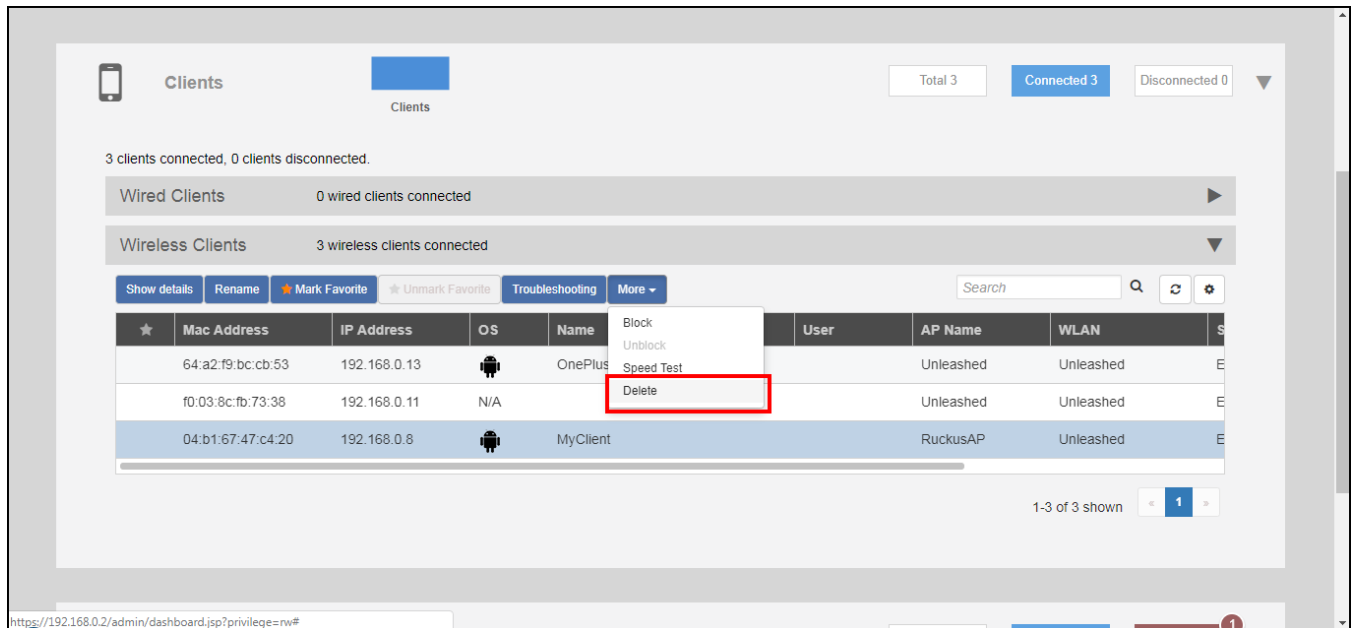 Clients
Clients
Total 3
Connected 3
Disconnected 0
3 clients connected, 0 clients disconnected.
Wired Clients 0 wired clients connected
Wireless Clients 3 wireless clients connected
Show details Rename Mark Favorite Unmark Favorite Troubleshooting More Search
Mac Address IP Address OS Name User AP Name WLAN S
Block
Unblock
Speed Test
Delete
64:a2:f9:bc:cb:53 192.168.0.13 OnePlus Unleashed Unleashed E
f0:03:8c:fb:73:38 192.168.0.11 N/A Unleashed Unleashed E
04:b1:67:47:c4:20 192.168.0.8 MyClient RuckusAP Unleashed E
1-3 of 3 shown « 1 »
https://192.168.0.2/admin/dashboard.jsp?privilege=rw#
1